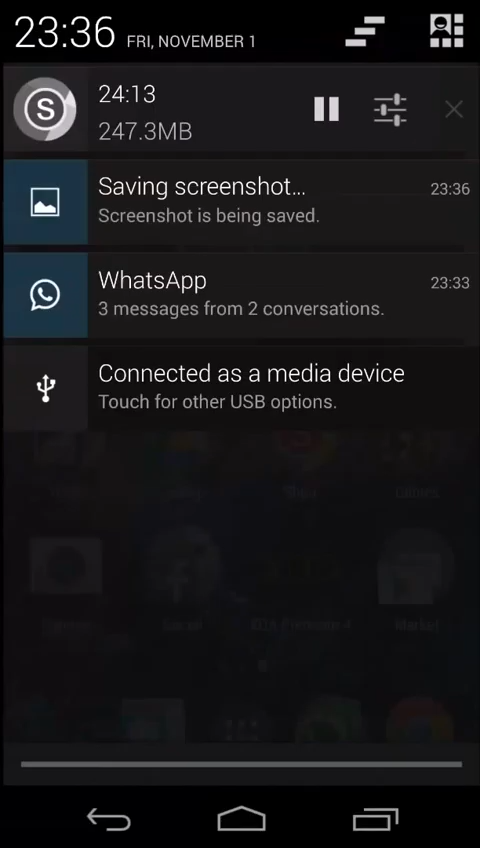 23:36 FRI, NOVEMBER 1
S
24:13
247.3MB
Saving screenshot... 23:36
Screenshot is being saved.
WhatsApp 23:33
3 messages from 2 conversations.
Connected as a media device
Touch for other USB options.
Market